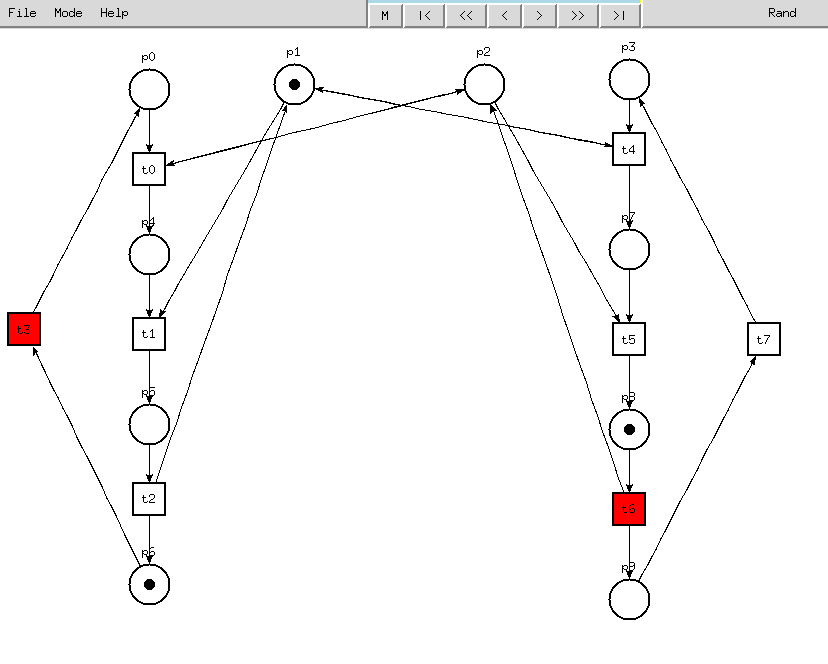 File Mode Help M |< << < > >> >| Rand
p0 p1 p2 p3
t4
t0
p4 p7
t3 t1 t5 t7
p5 p8
t2 t6
p6 p9